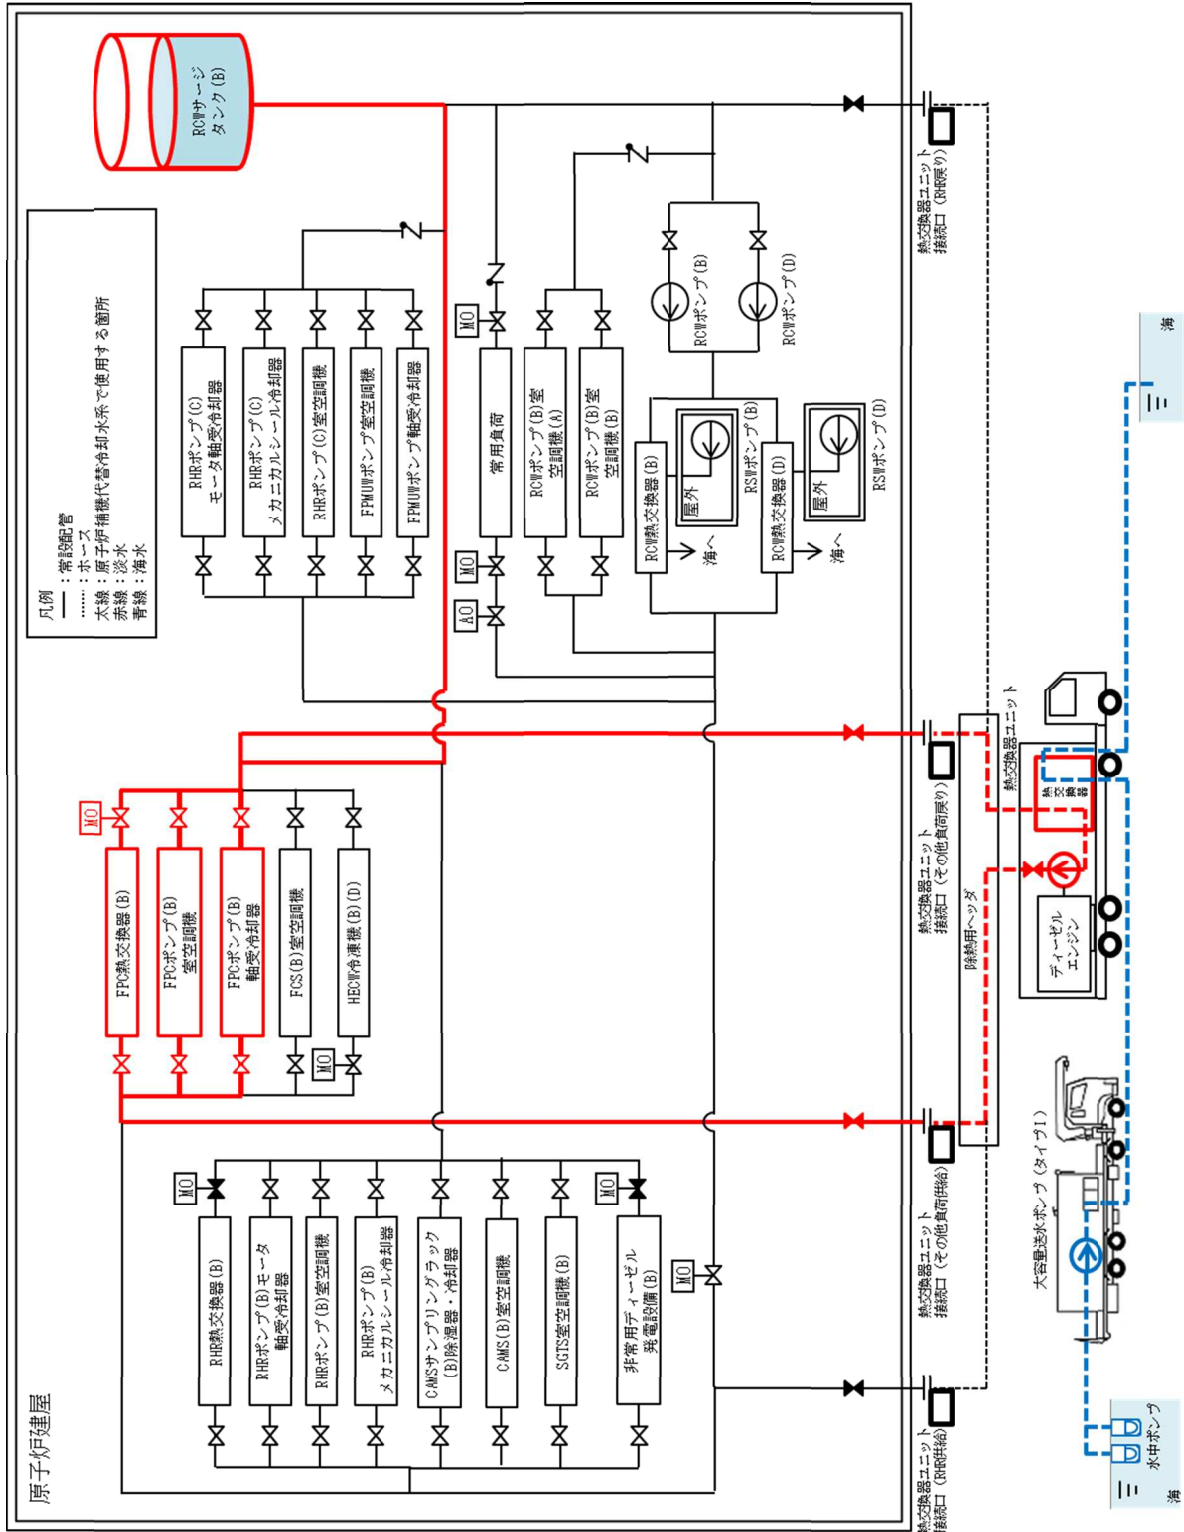 原子炉建屋
凡例
━━ :常設配管
‥‥‥:ホース
太線:原子炉補機代替冷却水系で使用する箇所
赤線:淡水
青線:海水
RCWサージ
タンク(B)
RHR熱交換器(B)
MO
RHRポンプ(B)モータ
軸受冷却器
RHRポンプ(B)室空調機
RHRポンプ(B)
メカニカルシール冷却器
CAMSサンプリングラック
(B)除湿器・冷却器
CAMS(B)室空調機
SGTS室空調機(B)
非常用ディーゼル
発電設備(B)
MO
FPC熱交換器(B)
MO
FPCポンプ(B)
室空調機
FPCポンプ(B)
軸受冷却器
FCS(B)室空調機
MO
HECW冷凍機(B)(D)
RHRポンプ(C)
モータ軸受冷却器
RHRポンプ(C)
メカニカルシール冷却器
RHRポンプ(C)室空調機
FPMUWポンプ室空調機
FPMUWポンプ軸受冷却器
AO
MO
常用負荷
MO
RCWポンプ(B)室
空調機(A)
RCWポンプ(B)室
空調機(B)
RCW熱交換器(B)
海へ
屋外
RSWポンプ(B)
RCW熱交換器(D)
海へ
屋外
RSWポンプ(D)
RCWポンプ(B)
RCWポンプ(D)
MO
熱交換器ユニット
接続口(RHR供給)
熱交換器ユニット
接続口(その他負荷供給)
熱交換器ユニット
接続口(その他負荷戻り)
熱交換器ユニット
接続口(RHR戻り)
除熱用ヘッダ
熱交換器ユニット
ディーゼル
エンジン
熱
交
換
器
大容量送水ポンプ(タイプI)
水中ポンプ
海
海